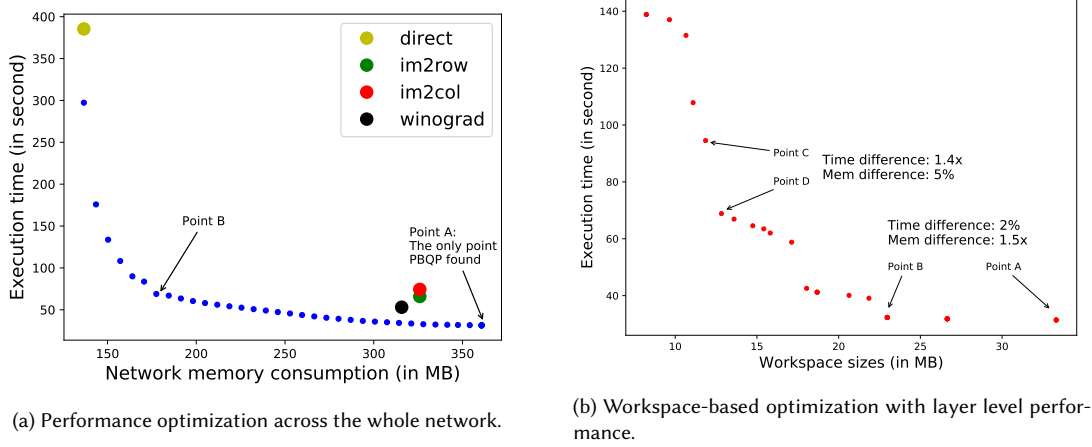 400
350
300
250
200
150
100
50
150
200
250
300
350
Execution time (in second)
Network memory consumption (in MB)
direct
im2row
im2col
winograd
Point B
Point A:
The only point
PBQP found
(a) Performance optimization across the whole network.
140
120
100
80
60
40
10
15
20
25
30
Execution time (in second)
Workspace sizes (in MB)
Point C
Time difference: 1.4x
Mem difference: 5%
Point D
Time difference: 2%
Mem difference: 1.5x
Point B
Point A
(b) Workspace-based optimization with layer level perfor-
mance.